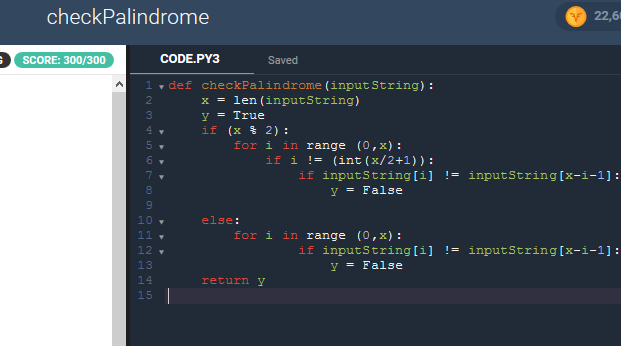 checkPalindrome
22,6
SCORE: 300/300
CODE.PY3 Saved
1 def checkPalindrome(inputString):
2 x = len(inputString)
3 y = True
4 if (x % 2):
5 for i in range (0,x):
6 if i != (int(x/2+1)):
7 if inputString[i] != inputString[x-i-1]:
8 y = False
9
10 else:
11 for i in range (0,x):
12 if inputString[i] != inputString[x-i-1]:
13 y = False
14 return y
15